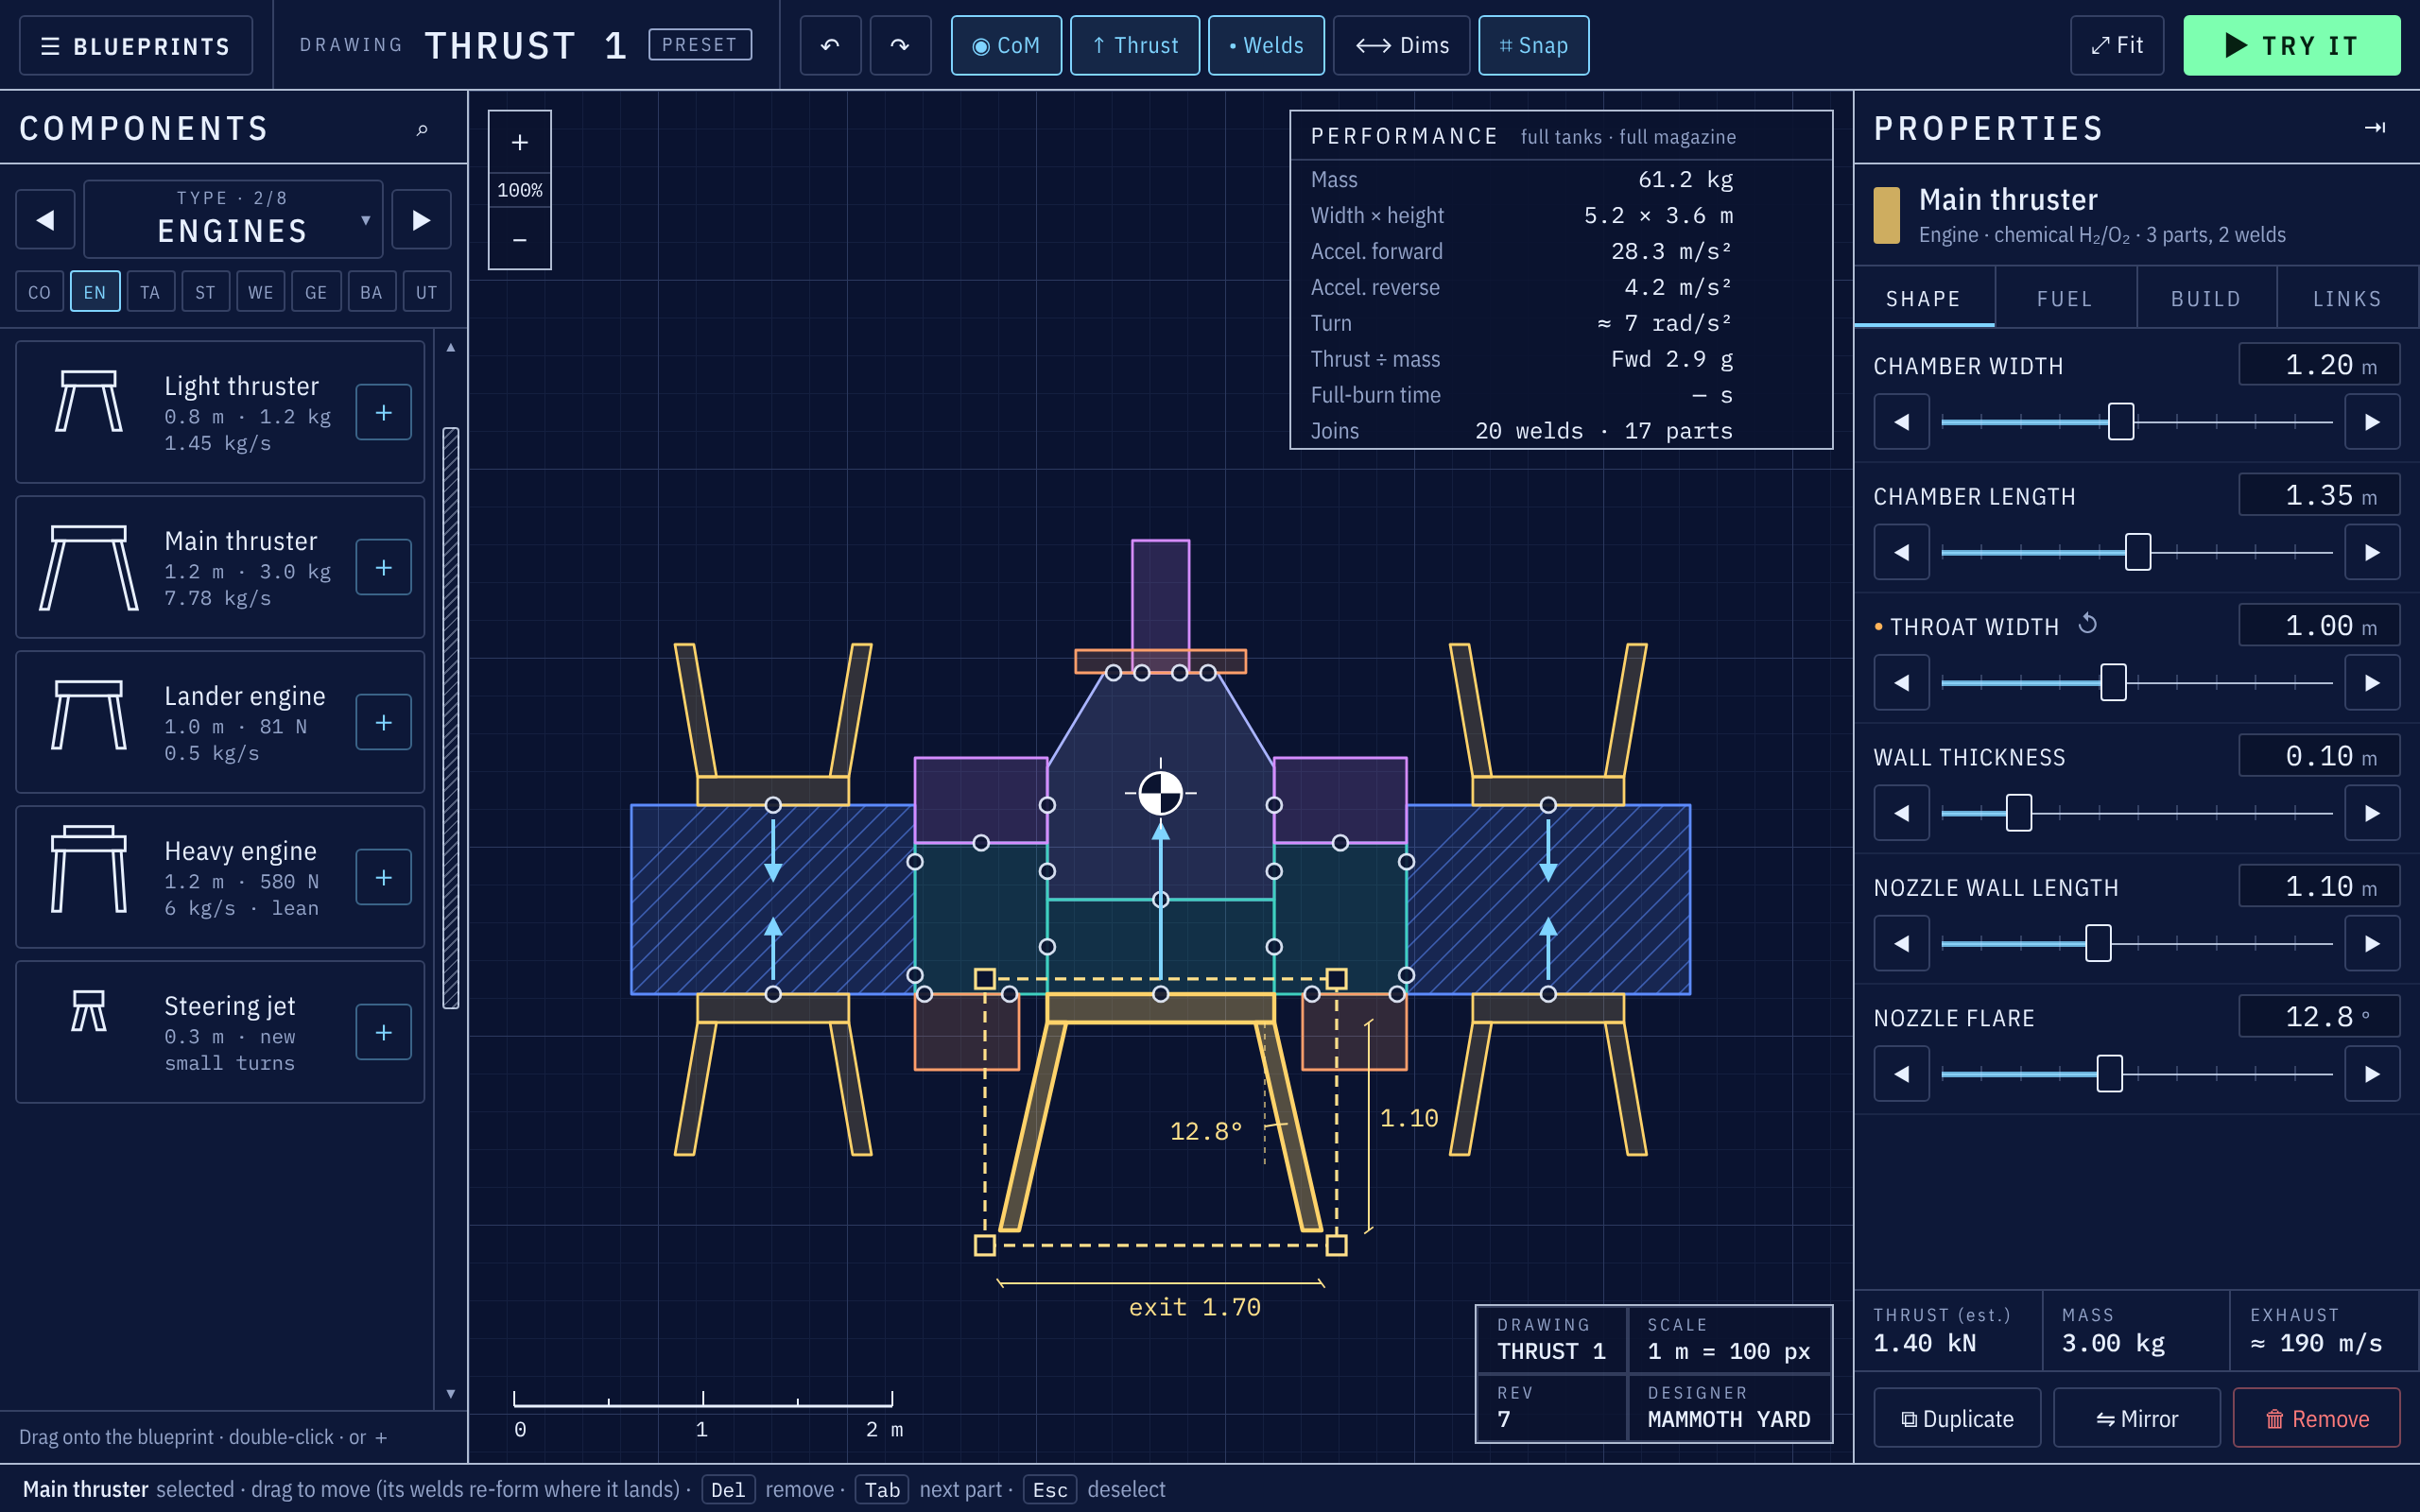 ☰ BLUEPRINTS
DRAWING THRUST 1 PRESET
↶ ↷ ◉ CoM ↑ Thrust • Welds ⟷ Dims ⌗ Snap
⤢ Fit ▶ TRY IT
COMPONENTS ⌕
◀ TYPE · 2/8
ENGINES ▾ ▶
CO EN TA ST WE GE BA UT
Light thruster
0.8 m · 1.2 kg
1.45 kg/s
+
Main thruster
1.2 m · 3.0 kg
7.78 kg/s
+
Lander engine
1.0 m · 81 N
0.5 kg/s
+
Heavy engine
1.2 m · 580 N
6 kg/s · lean
+
Steering jet
0.3 m · new
small turns
+
Drag onto the blueprint · double-click · or +
+
100%
−
PERFORMANCE full tanks · full magazine
Mass 61.2 kg
Width × height 5.2 × 3.6 m
Accel. forward 28.3 m/s²
Accel. reverse 4.2 m/s²
Turn ≈ 7 rad/s²
Thrust ÷ mass Fwd 2.9 g
Full-burn time — s
Joins 20 welds · 17 parts
12.8°
1.10
exit 1.70
0 1 2 m
DRAWING
THRUST 1
SCALE
1 m = 100 px
REV
7
DESIGNER
MAMMOTH YARD
PROPERTIES ⇥
Main thruster
Engine · chemical H₂/O₂ · 3 parts, 2 welds
SHAPE FUEL BUILD LINKS
CHAMBER WIDTH 1.20 m
CHAMBER LENGTH 1.35 m
• THROAT WIDTH 1.00 m
WALL THICKNESS 0.10 m
NOZZLE WALL LENGTH 1.10 m
NOZZLE FLARE 12.8 °
THRUST (est.)
1.40 kN
MASS
3.00 kg
EXHAUST
≈ 190 m/s
⧉ Duplicate ⇋ Mirror 🗑 Remove
Main thruster selected · drag to move (its welds re-form where it lands) · Del remove · Tab next part · Esc deselect